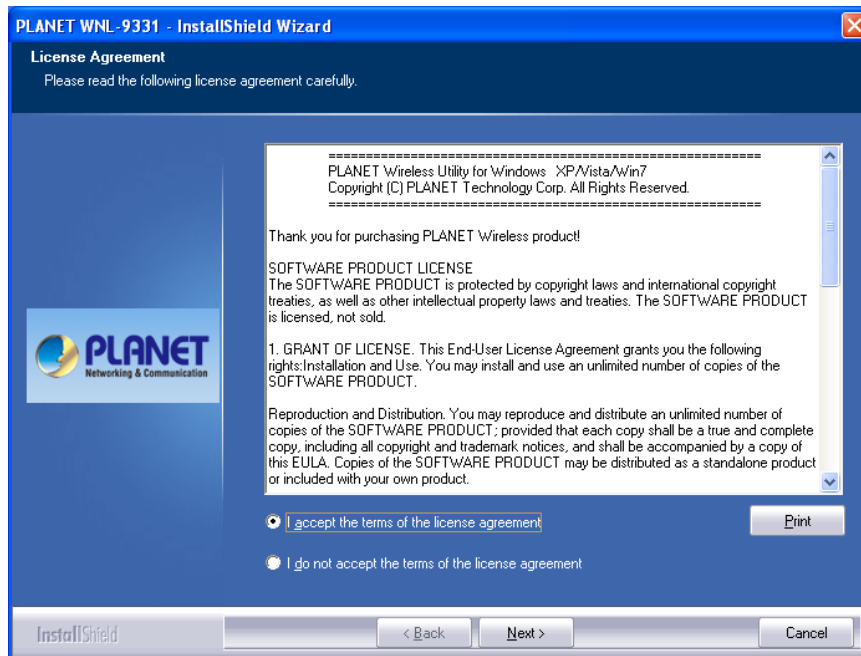 PLANET WNL-9331 - InstallShield Wizard
License Agreement
Please read the following license agreement carefully.
============================================================
PLANET Wireless Utility for Windows   XP/Vista/Win7
Copyright (C) PLANET Technology Corp. All Rights Reserved.
============================================================
Thank you for purchasing PLANET Wireless product!
SOFTWARE PRODUCT LICENSE
The SOFTWARE PRODUCT is protected by copyright laws and international copyright
treaties, as well as other intellectual property laws and treaties. The SOFTWARE PRODUCT
is licensed, not sold.
1. GRANT OF LICENSE. This End-User License Agreement grants you the following
rights:Installation and Use. You may install and use an unlimited number of copies of the
SOFTWARE PRODUCT.
Reproduction and Distribution. You may reproduce and distribute an unlimited number of
copies of the SOFTWARE PRODUCT; provided that each copy shall be a true and complete
copy, including all copyright and trademark notices, and shall be accompanied by a copy of
this EULA. Copies of the SOFTWARE PRODUCT may be distributed as a standalone product
or included with your own product.
PLANET
Networking & Communication
I accept the terms of the license agreement
Print
I do not accept the terms of the license agreement
InstallShield
< Back
Next >
Cancel